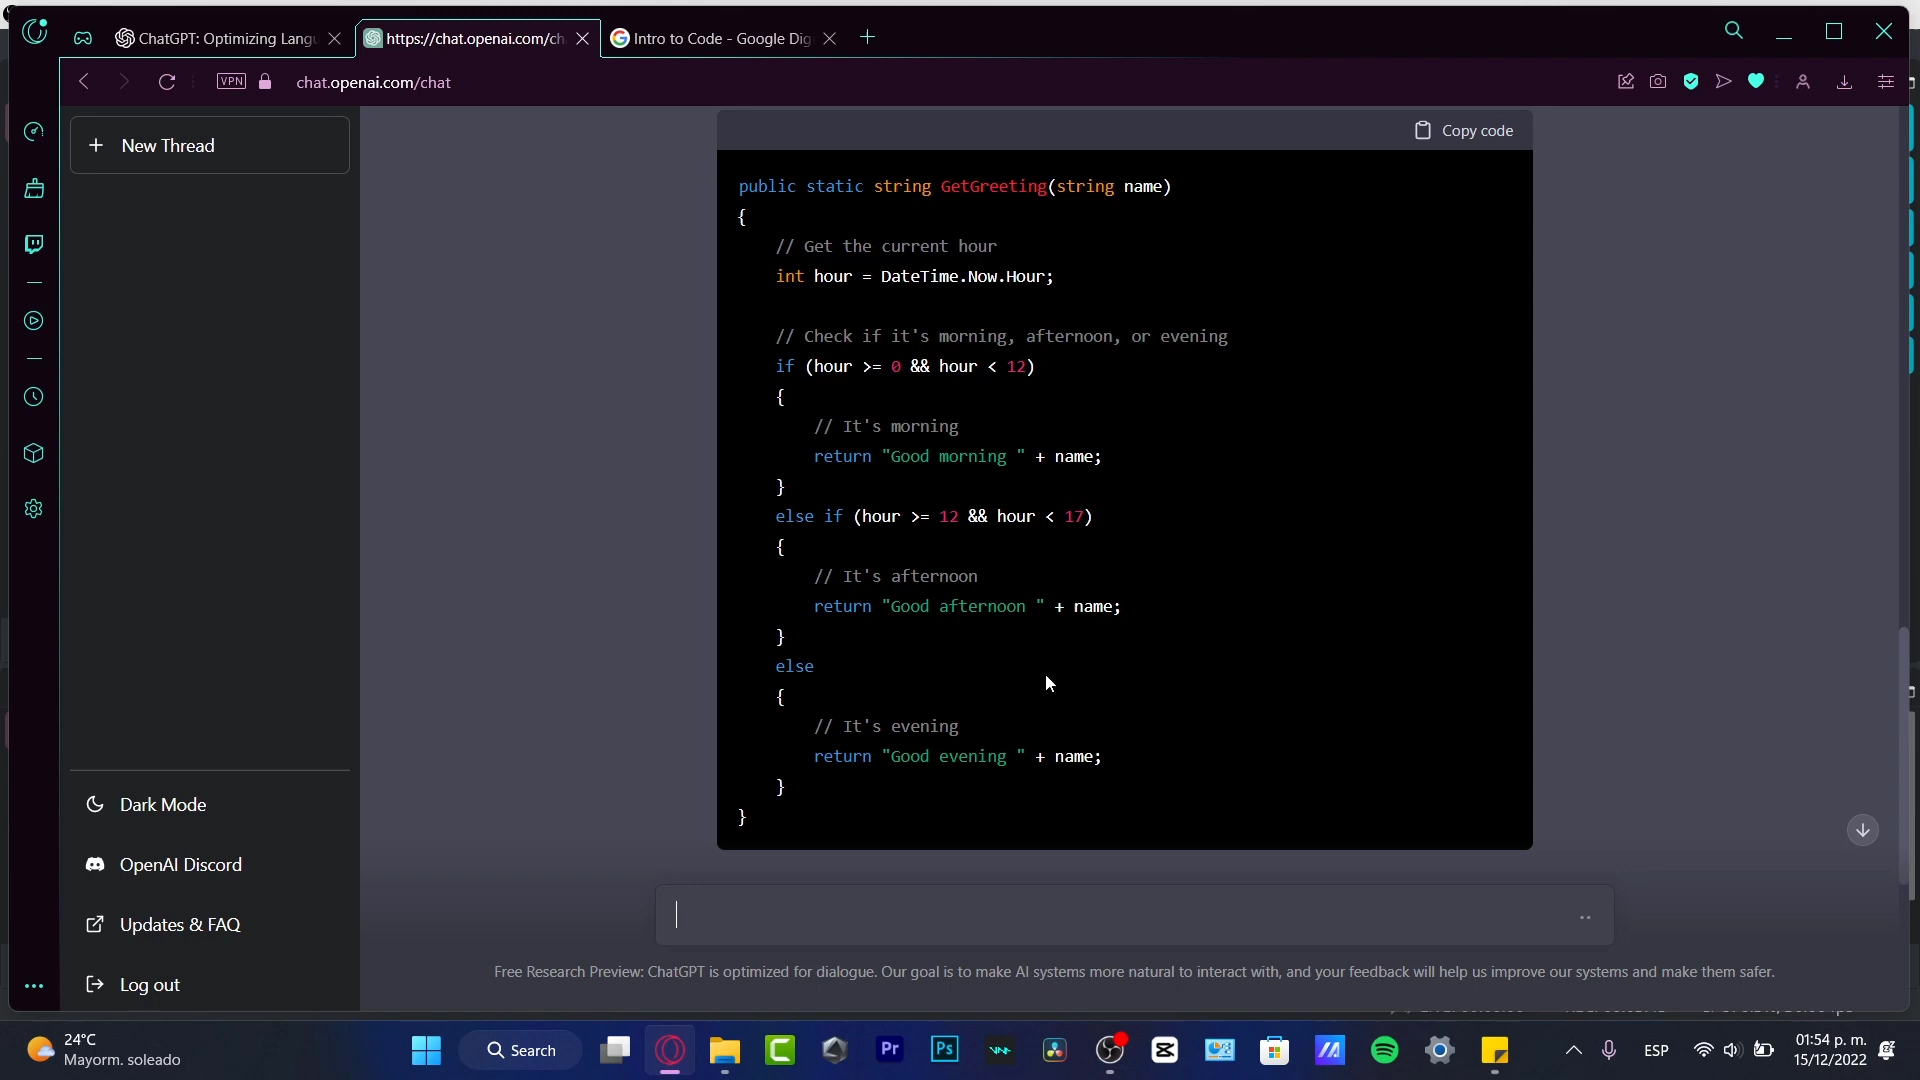 ChatGPT: Optimizing Langu
https://chat.openai.com/ch
Intro to Code - Google Dig
VPN
chat.openai.com/chat
New Thread
Copy code
public static string GetGreeting(string name)
{
// Get the current hour
int hour = DateTime.Now.Hour;
// Check if it's morning, afternoon, or evening
if (hour >= 0 && hour < 12)
{
// It's morning
return "Good morning " + name;
}
else if (hour >= 12 && hour < 17)
{
// It's afternoon
return "Good afternoon " + name;
}
else
{
// It's evening
return "Good evening " + name;
}
}
Dark Mode
OpenAI Discord
Updates & FAQ
Log out
Free Research Preview: ChatGPT is optimized for dialogue. Our goal is to make AI systems more natural to interact with, and your feedback will help us improve our systems and make them safer.
24°C
Mayorm. soleado
Search
Pr
Ps
ESP
01:54 p. m.
15/12/2022